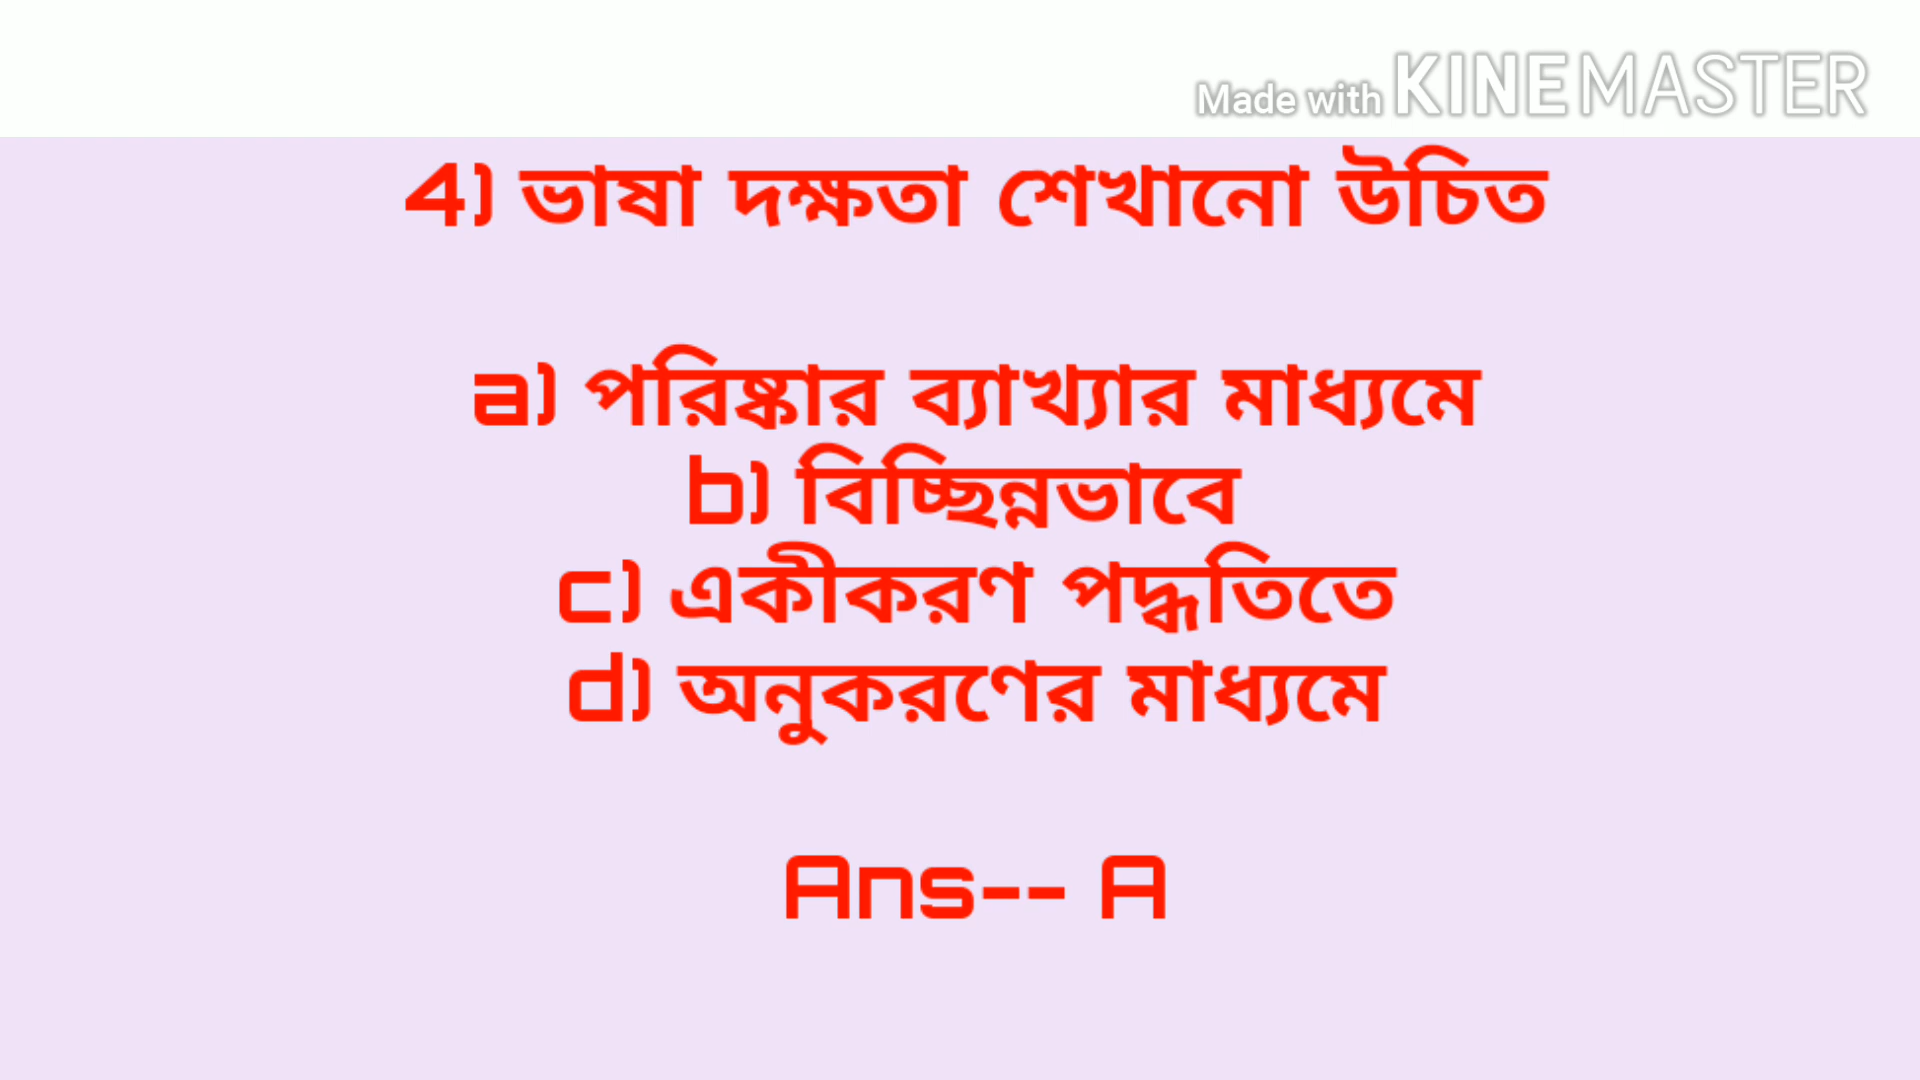 Made with KINEMASTER
4) ভাষা দক্ষতা শেখানো উচিত
a) পরিষ্কার ব্যাখ্যার মাধ্যমে
b) বিচ্ছিন্নভাবে
c) একীকরণ পদ্ধতিতে
d) অনুকরণের মাধ্যমে
Ans-- A